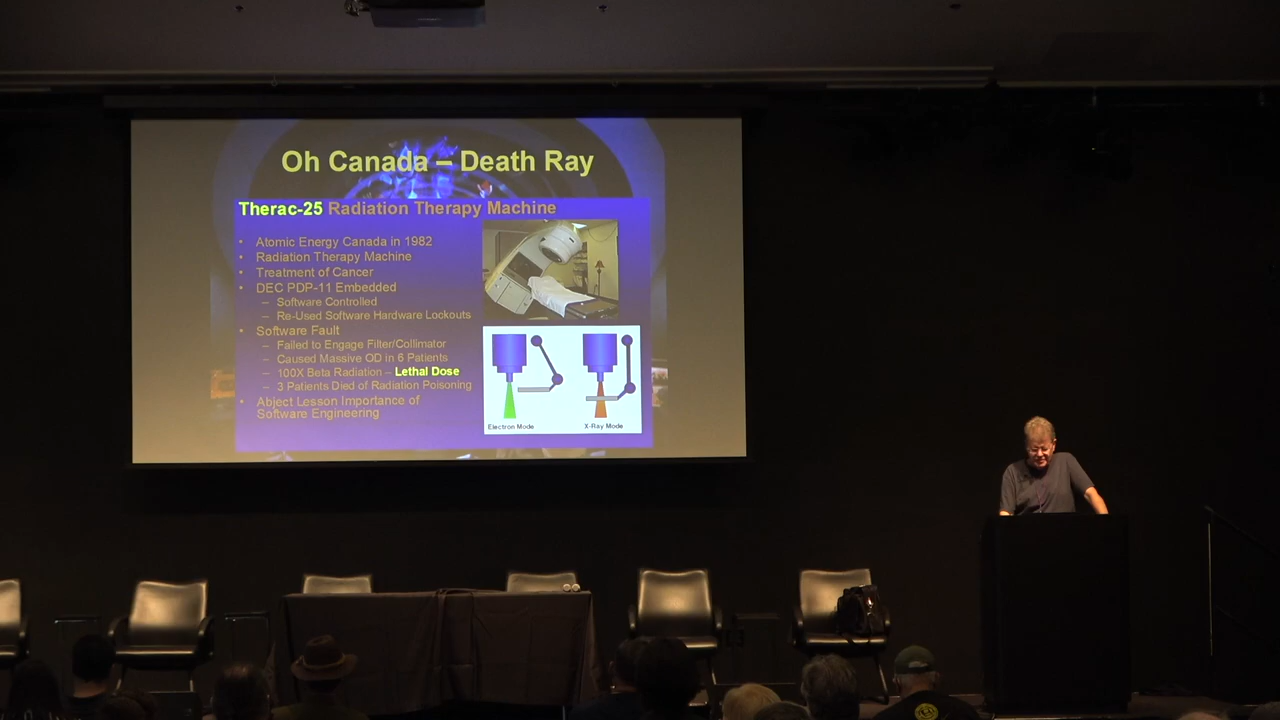 Oh Canada – Death Ray
Therac-25 Radiation Therapy Machine
• Atomic Energy Canada in 1982
• Radiation Therapy Machine
• Treatment of Cancer
• DEC PDP-11 Embedded
– Software Controlled
– Re-Used Software Hardware Lockouts
• Software Fault
– Failed to Engage Filter/Collimator
– Caused Massive OD in 6 Patients
– 100X Beta Radiation – Lethal Dose
– 3 Patients Died of Radiation Poisoning
• Abject Lesson Importance of
Software Engineering
Electron Mode
X-Ray Mode